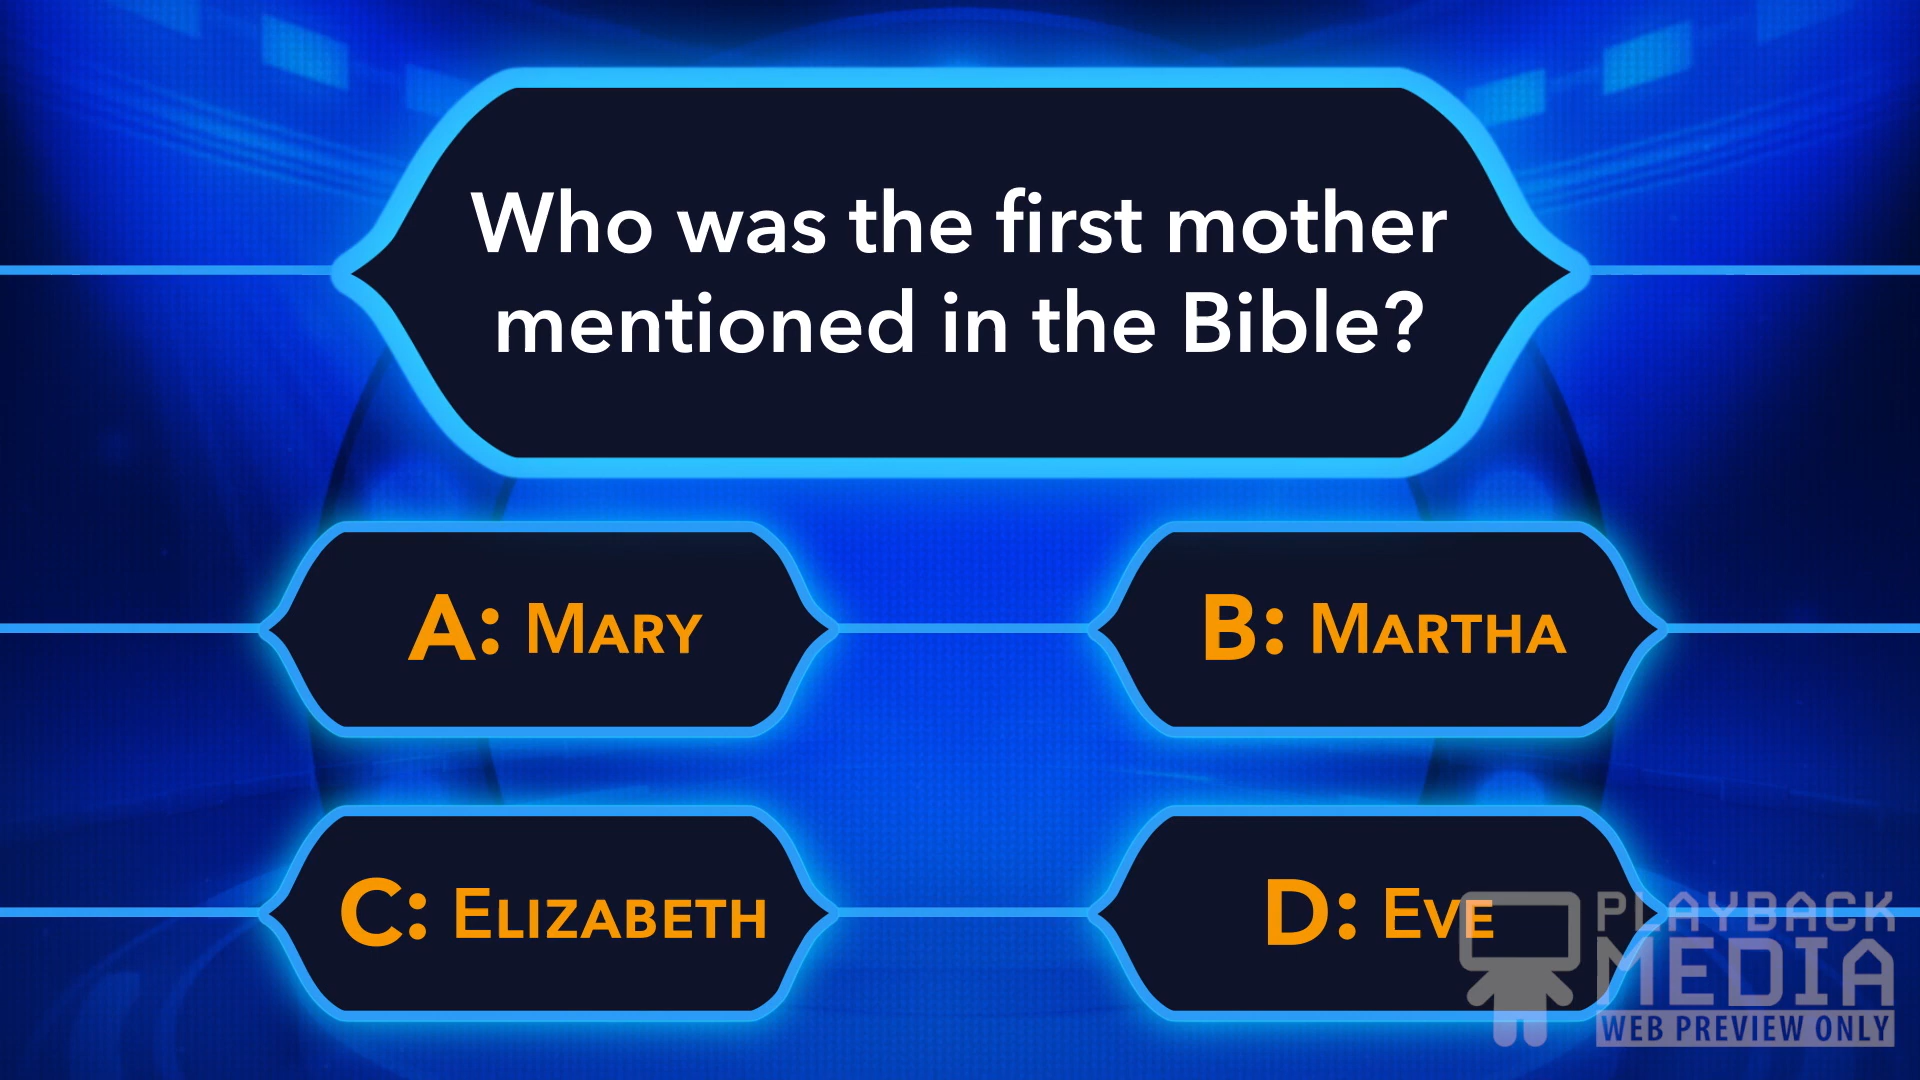 Who was the first mother
mentioned in the Bible?
A: Mary
B: Martha
C: Elizabeth
D: Eve
PLAYBACK
MEDIA
WEB PREVIEW ONLY